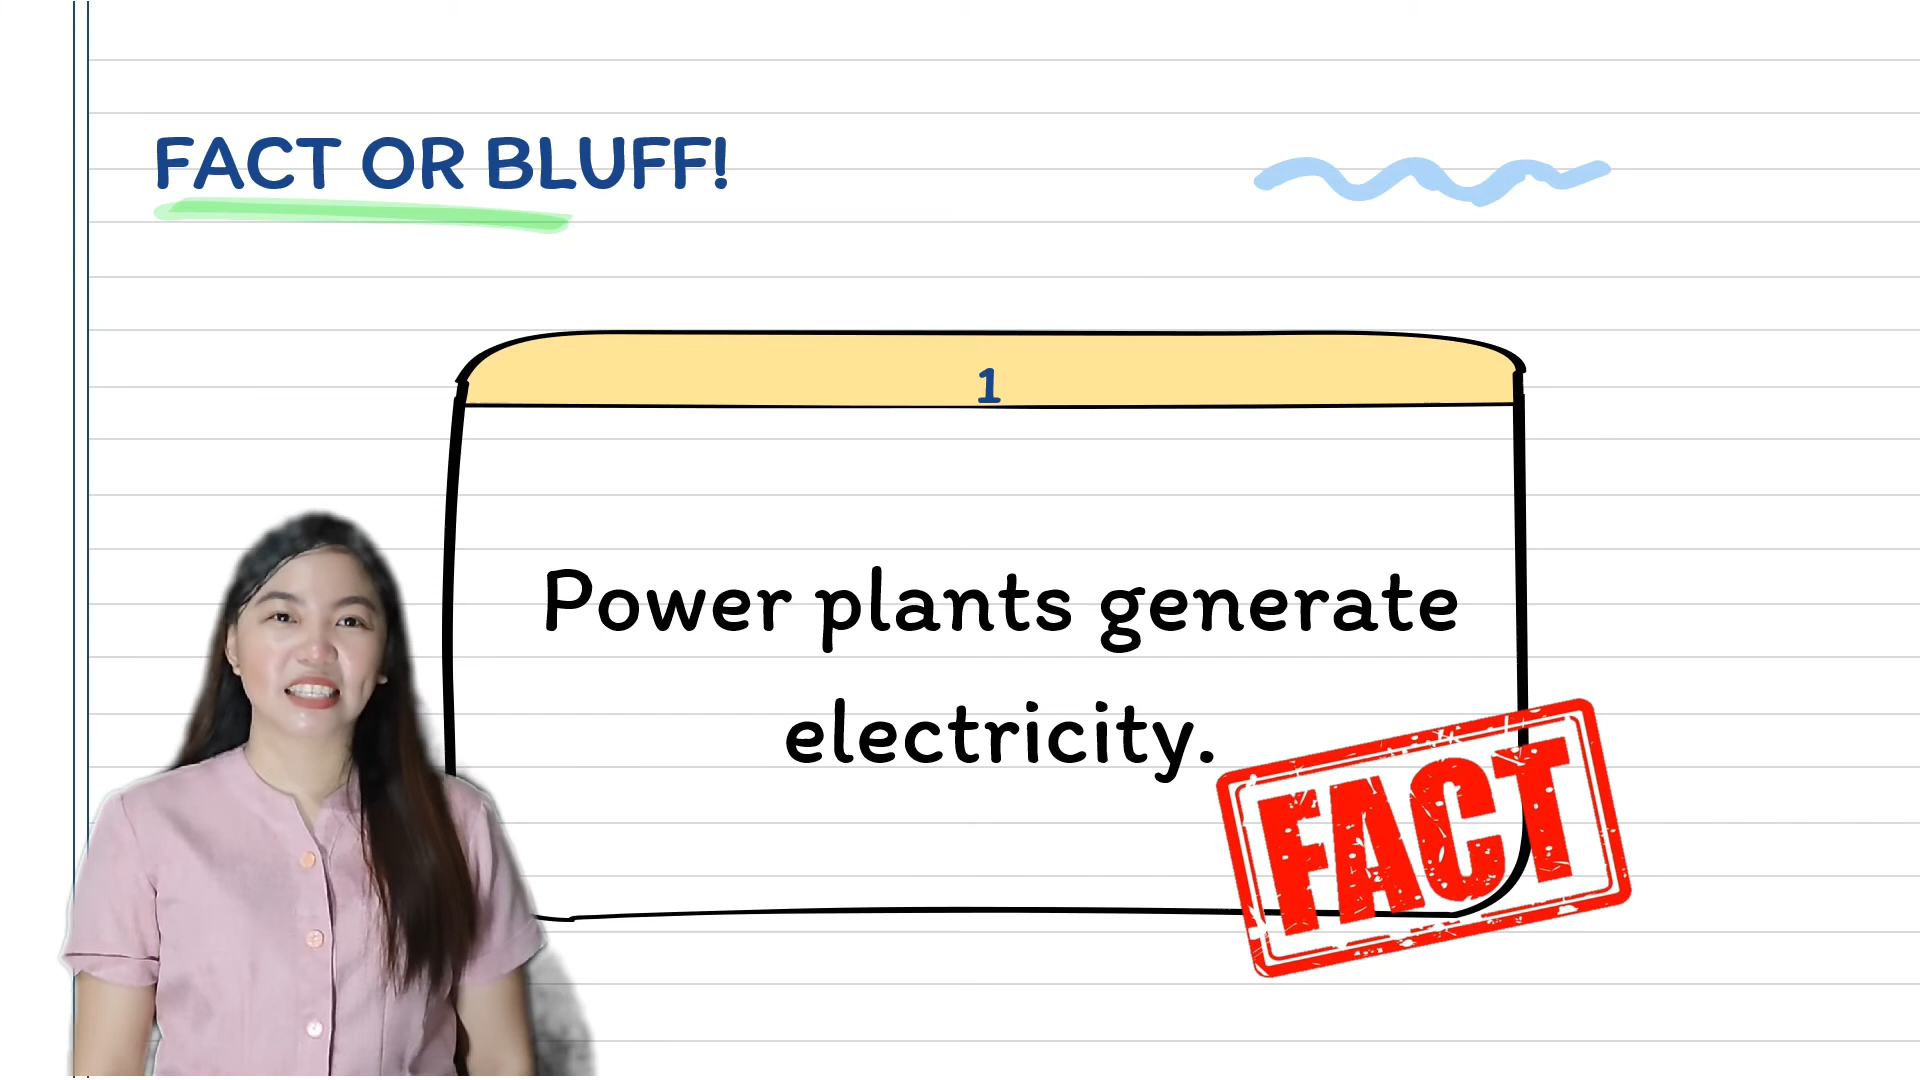 FACT OR BLUFF!
1
Power plants generate
electricity.
FACT